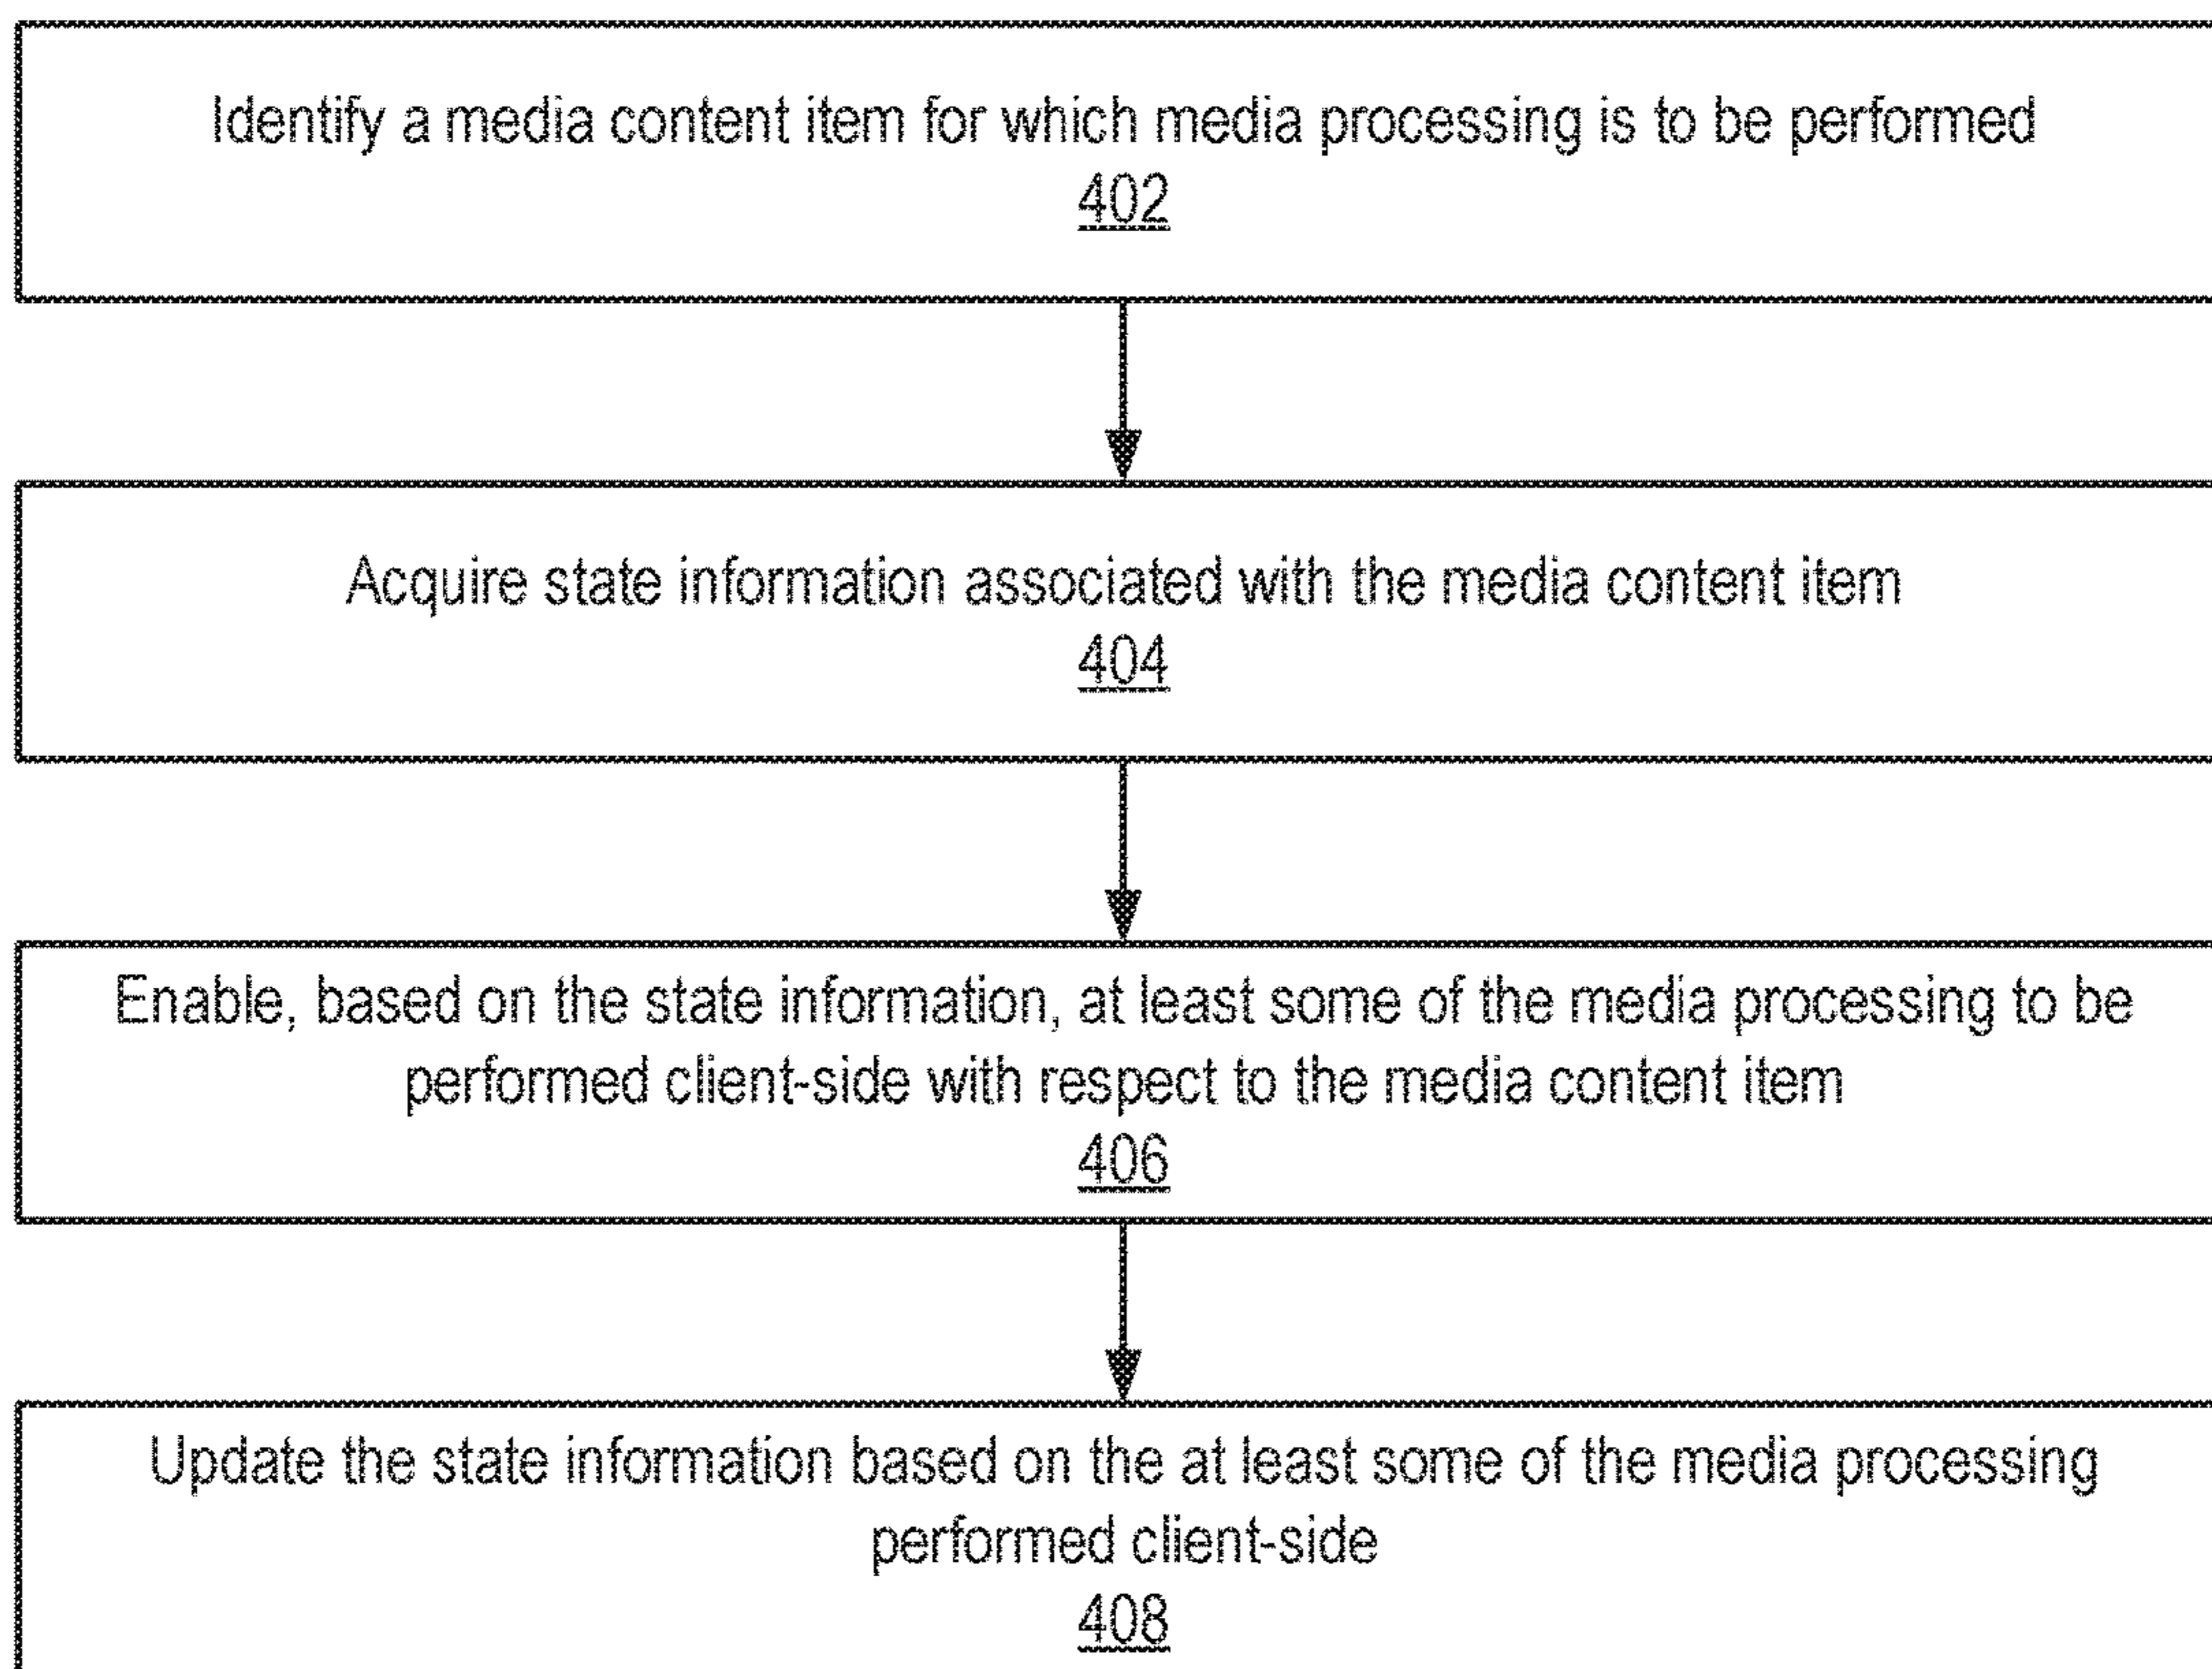 Identify a media content item for which media processing is to be performed
402
Acquire state information associated with the media content item
404
Enable, based on the state information, at least some of the media processing to be
performed client-side with respect to the media content item
406
Update the state information based on the at least some of the media processing
performed client-side
408